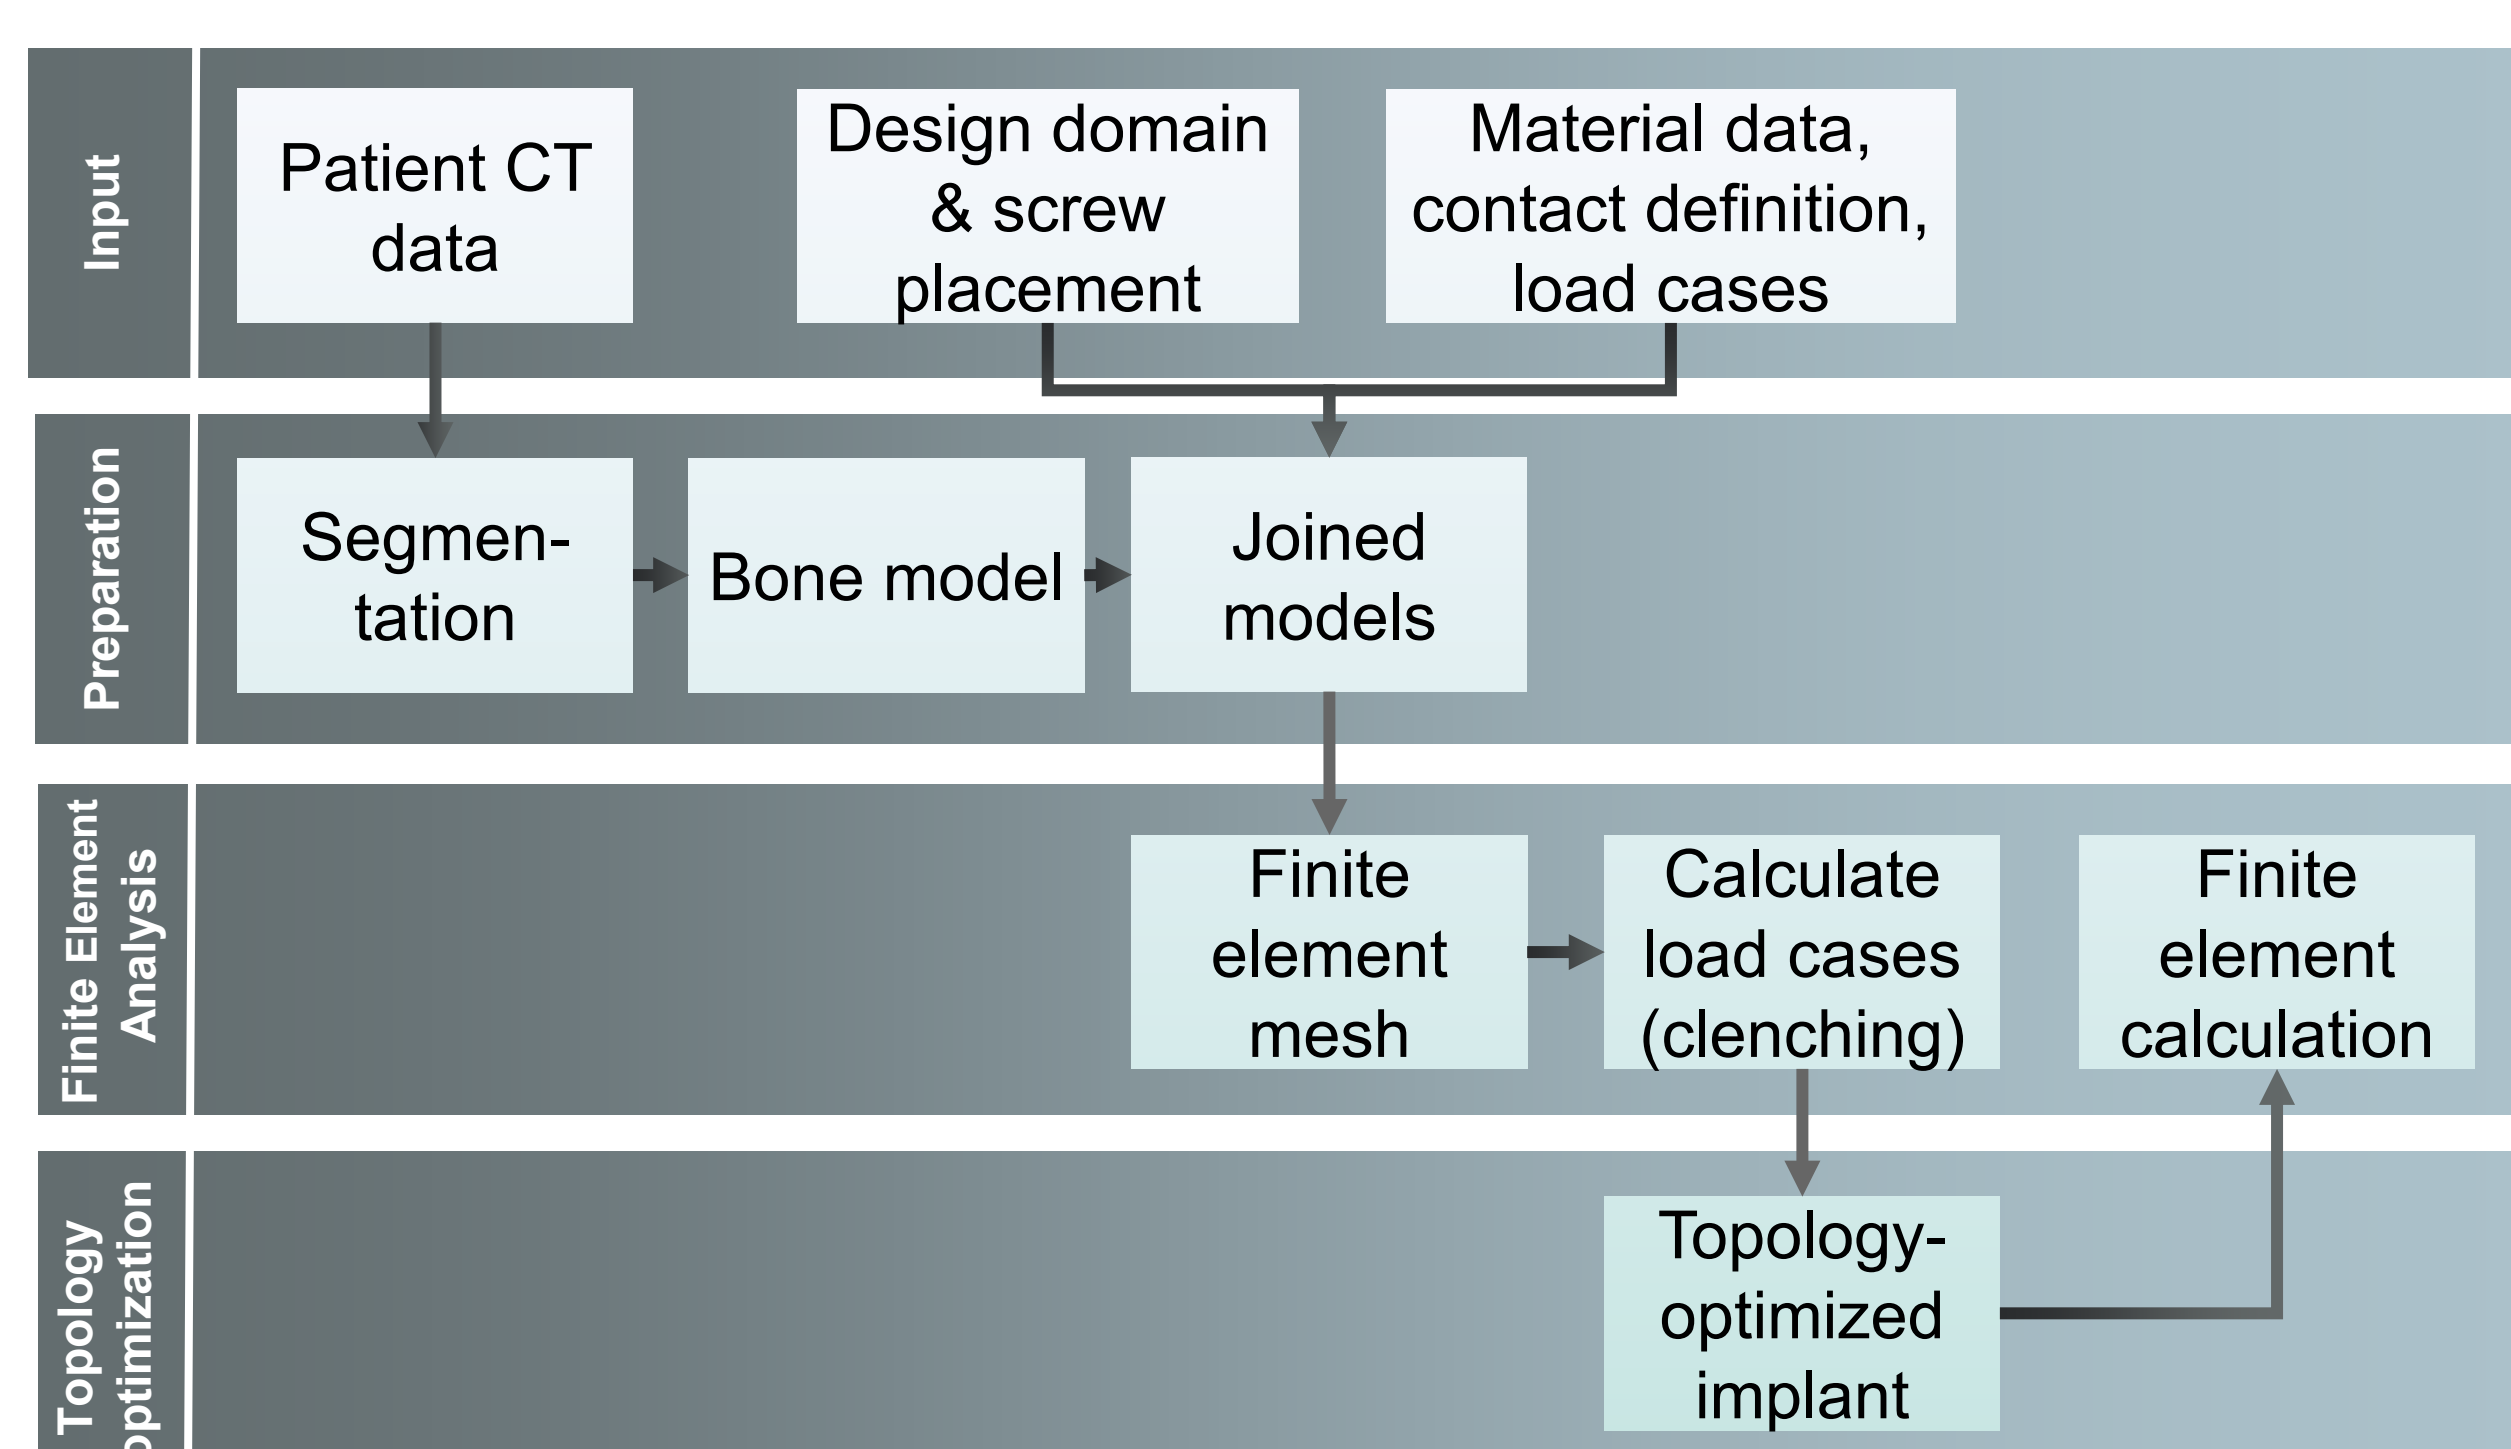 Input
Patient CT
data
Design domain
& screw
placement
Material data,
contact definition,
load cases
Preparation
Segmen-
tation
Bone model
Joined
models
Finite Element
Analysis
Finite
element
mesh
Calculate
load cases
(clenching)
Finite
element
calculation
Topology
optimization
Topology-
optimized
implant